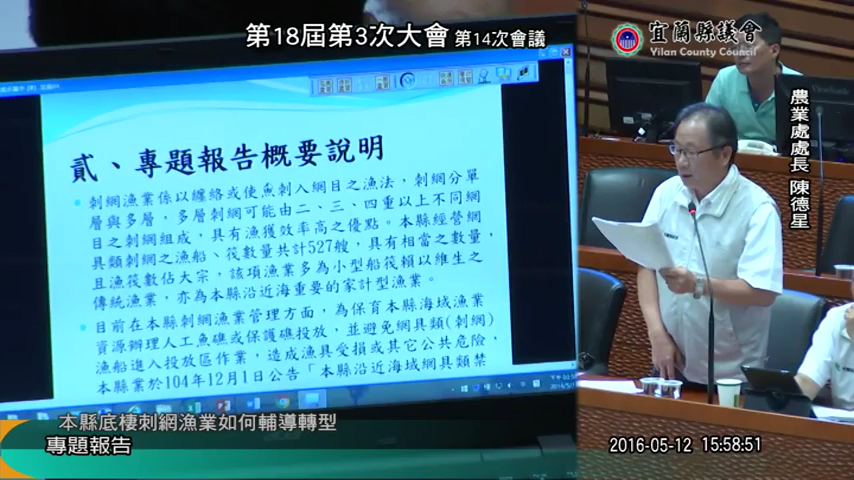 第18屆第3次大會 第14次會議
宜蘭縣議會
Yilan County Council
農業處處長 陳德星
貳、專題報告概要說明
刺網漁業係以纏絡或使魚刺入網目之漁法，刺網分單
層與多層，多層刺網可能由二、三、四重以上不同網
目之刺網組成，具有漁獲效率高之優點。本縣經營網
具類刺網之漁船、筏數量共計527艘，具有相當之數量，
且漁筏數佔大宗，該項漁業多為小型船筏賴以維生之
傳統漁業，亦為本縣沿近海重要的家計型漁業。
目前在本縣刺網漁業管理方面，為保育本縣海域漁業
資源辦理人工魚礁或保護礁投放，並避免網具類(刺網)
漁船進入投放區作業，造成漁具受損或其它公共危險，
本縣業於104年12月1日公告「本縣沿近海域網具類禁
本縣底棲刺網漁業如何輔導轉型
專題報告
2016-05-12 15:58:51